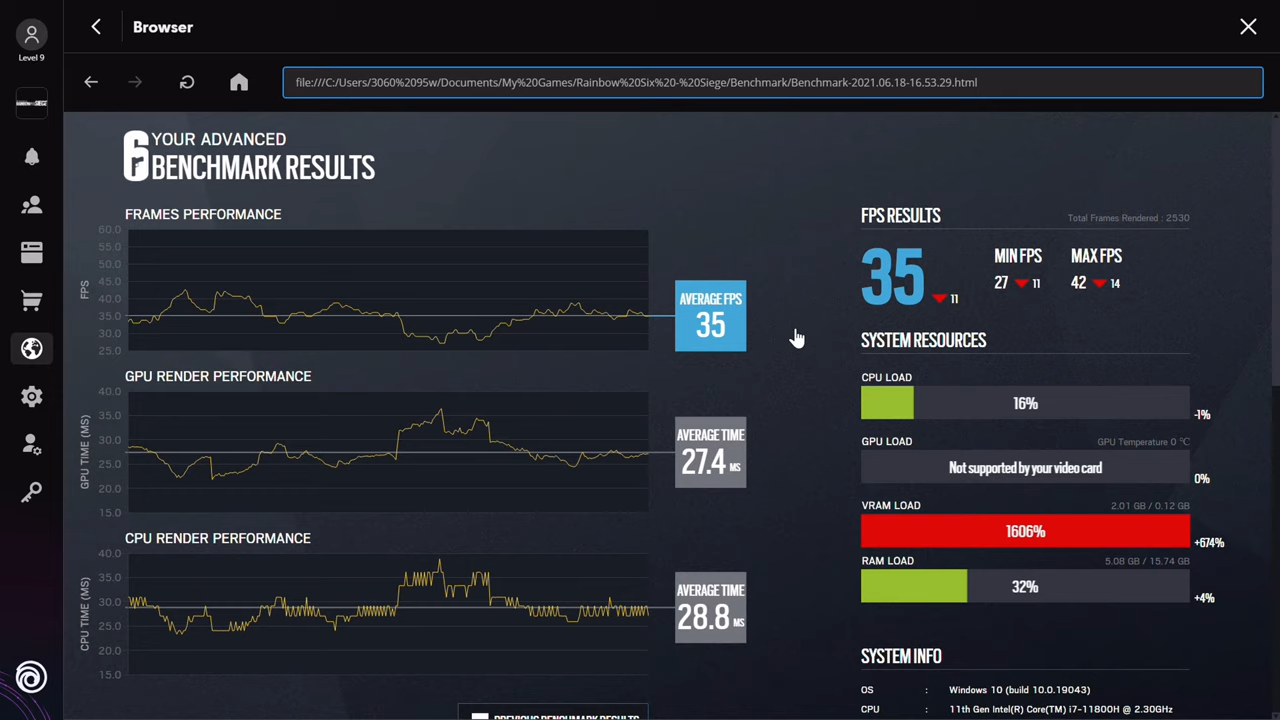 Browser
Level 9
file:///C:/Users/3060%2095w/Documents/My%20Games/Rainbow%20Six%20-%20Siege/Benchmark/Benchmark-2021.06.18-16.53.29.html
YOUR ADVANCED
BENCHMARK RESULTS
FRAMES PERFORMANCE
60.0
55.0
50.0
45.0
40.0
35.0
30.0
25.0
FPS
AVERAGE FPS
35
GPU RENDER PERFORMANCE
40.0
35.0
30.0
25.0
20.0
15.0
GPU TIME (MS)
AVERAGE TIME
27.4 MS
CPU RENDER PERFORMANCE
40.0
35.0
30.0
25.0
20.0
15.0
CPU TIME (MS)
AVERAGE TIME
28.8 MS
PREVIOUS BENCHMARK RESULTS
FPS RESULTS
Total Frames Rendered : 2530
35 11
MIN FPS
27 11
MAX FPS
42 14
SYSTEM RESOURCES
CPU LOAD
16%
-1%
GPU LOAD
GPU Temperature 0 °C
Not supported by your video card
0%
VRAM LOAD
2.01 GB / 0.12 GB
1606%
+674%
RAM LOAD
5.08 GB / 15.74 GB
32%
+4%
SYSTEM INFO
OS : Windows 10 (build 10.0.19043)
CPU : 11th Gen Intel(R) Core(TM) i7-11800H @ 2.30GHz